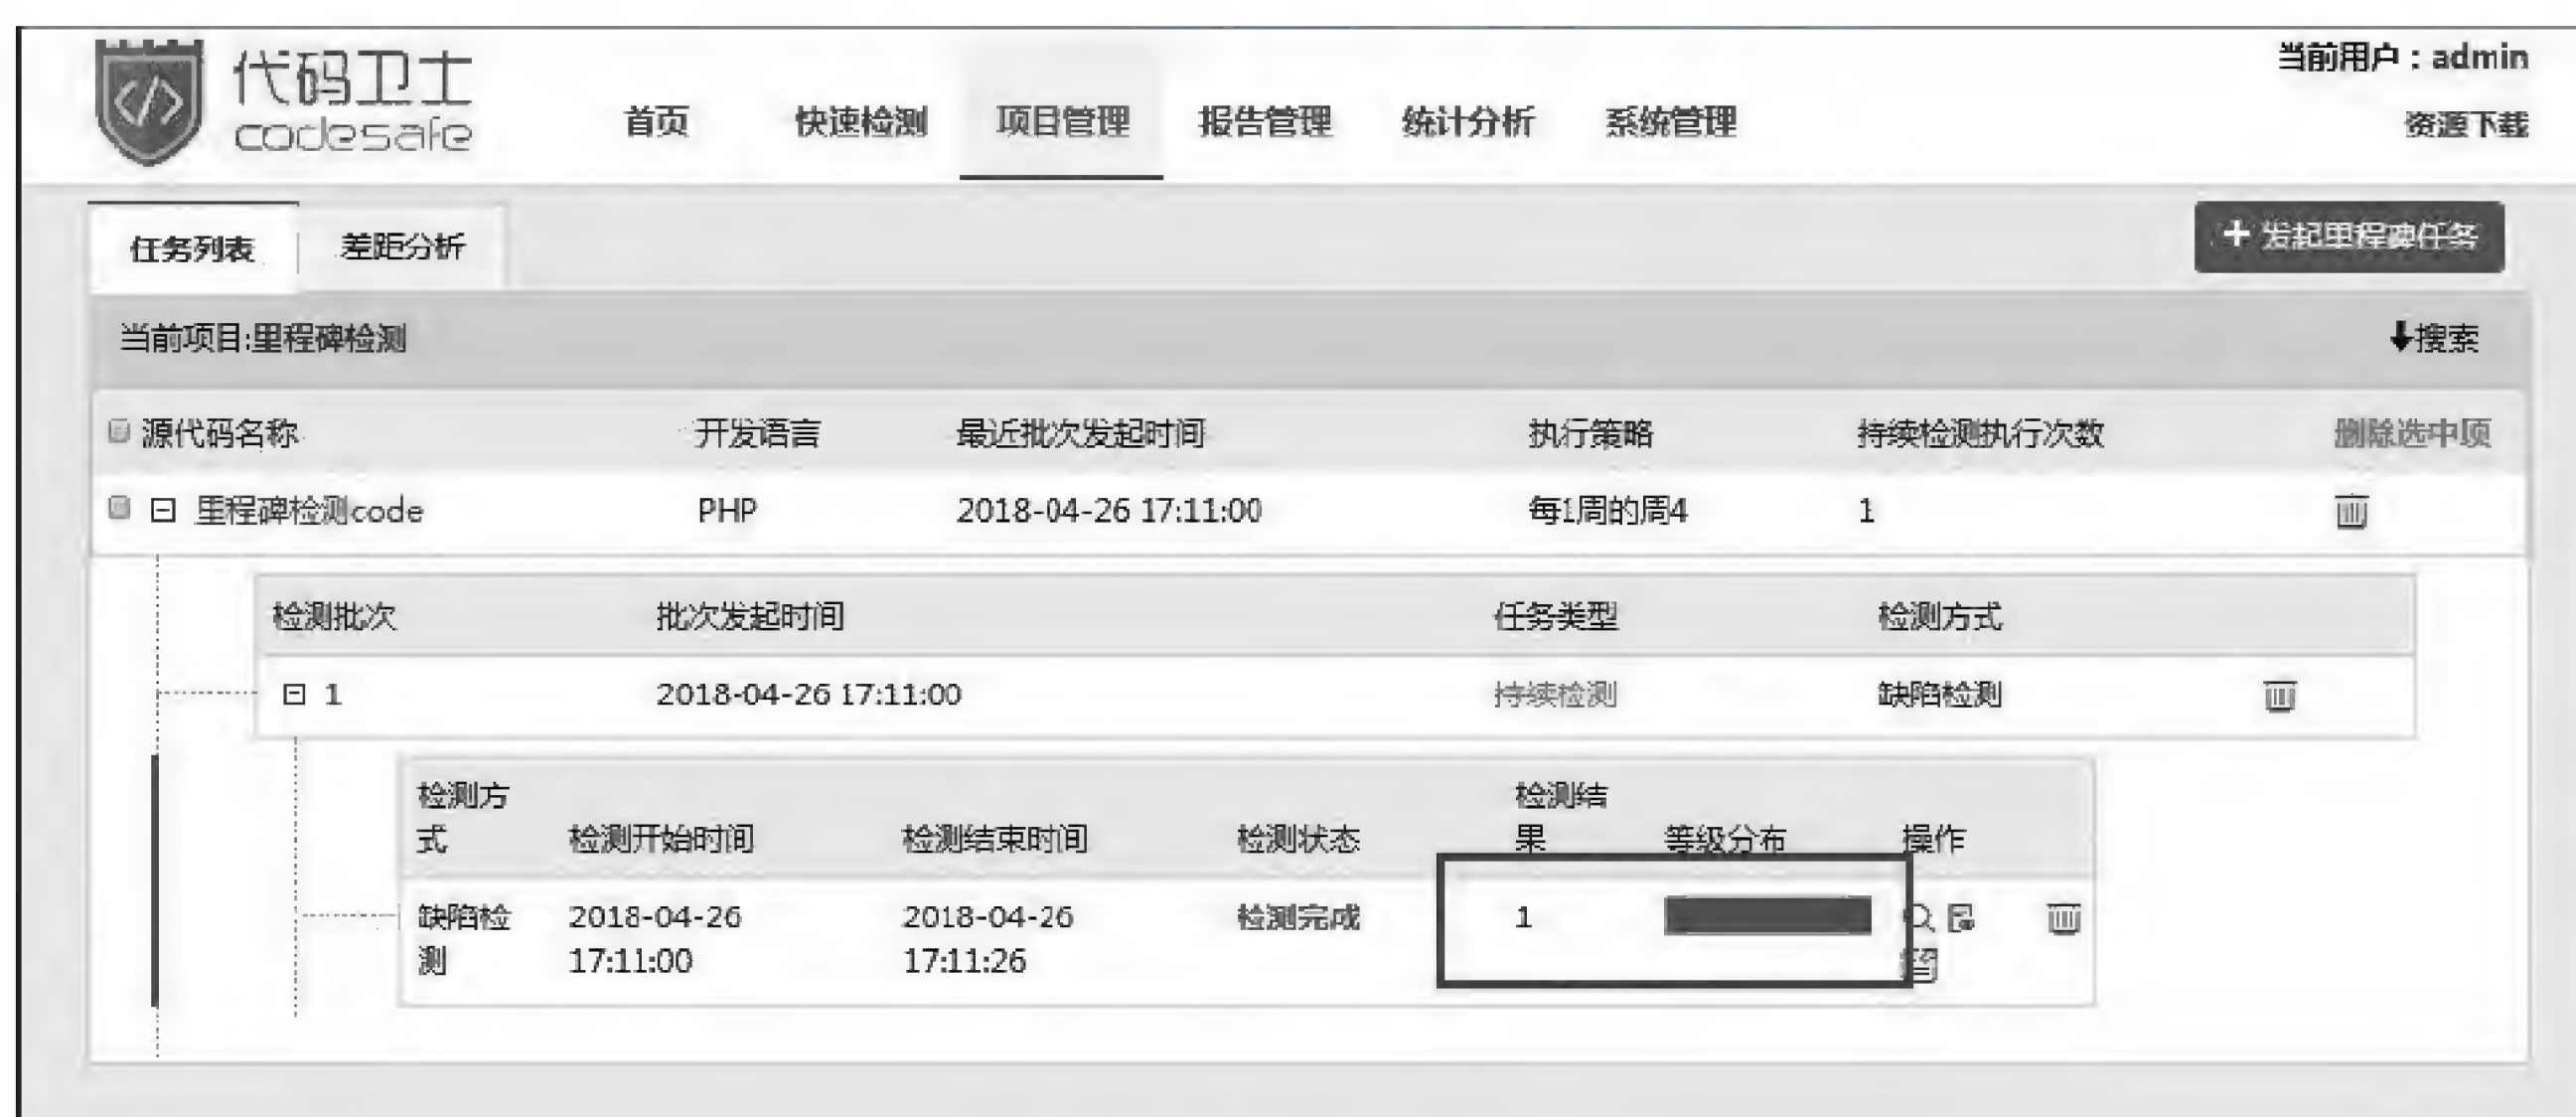 代码卫士
codesafe
首页 快速检测 项目管理 报告管理 统计分析 系统管理
当前用户：admin
资源下载
任务列表 差距分析
+ 发起里程碑任务
当前项目:里程碑检测 搜索
源代码名称 开发语言 最近批次发起时间 执行策略 持续检测执行次数 删除选中项
里程碑检测code PHP 2018-04-26 17:11:00 每1周的周4 1
检测批次 批次发起时间 任务类型 检测方式
1 2018-04-26 17:11:00 持续检测 缺陷检测
检测方式 检测开始时间 检测结束时间 检测状态 检测结果 等级分布 操作
缺陷检测 2018-04-26 17:11:00 2018-04-26 17:11:26 检测完成 1